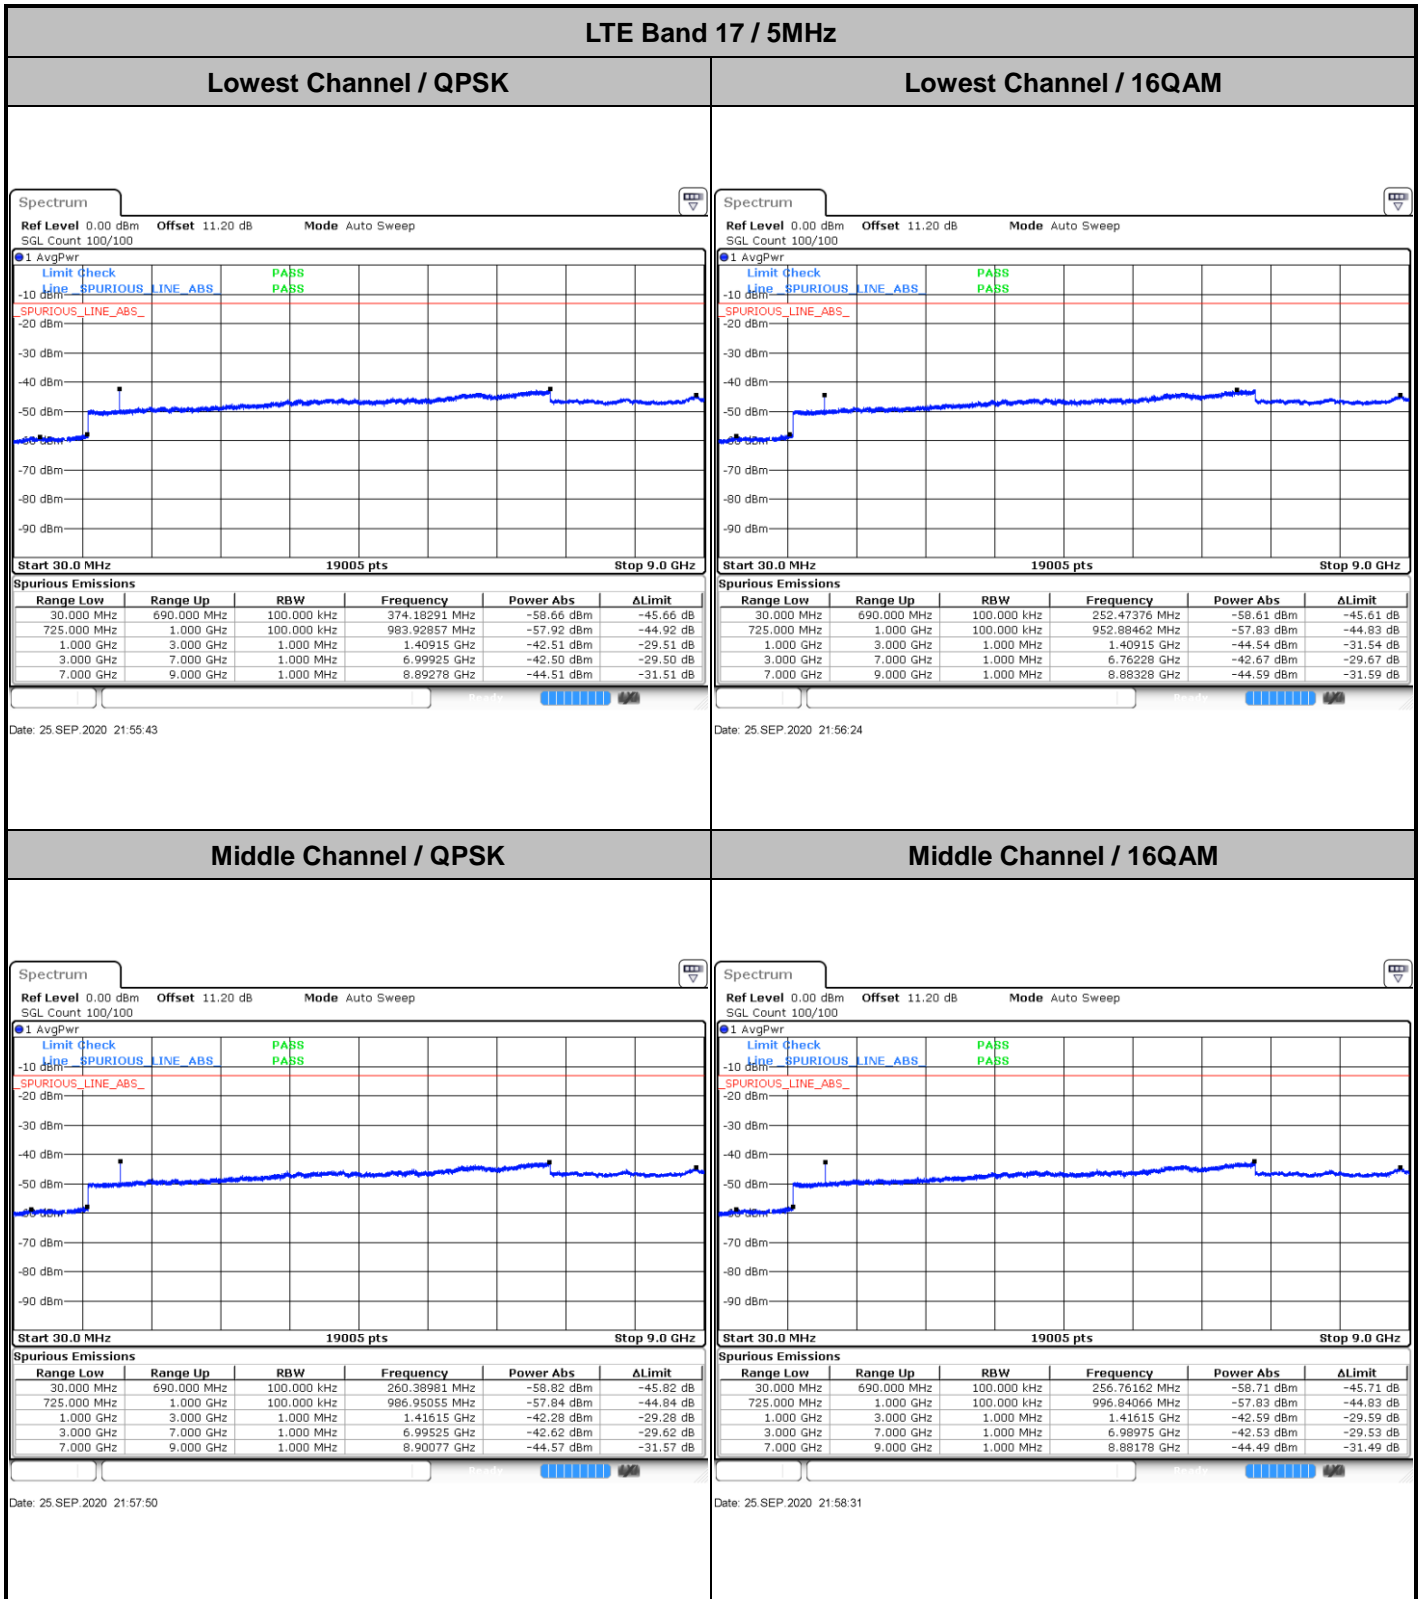 LTE Band 17 / 5MHz
Lowest Channel / QPSK
Lowest Channel / 16QAM
Spectrum
Ref Level 0.00 dBm Offset 11.20 dB Mode Auto Sweep
SGL Count 100/100
1 AvgPwr
Limit Check PASS
Line _SPURIOUS_LINE_ABS_ PASS
-10 dBm
_SPURIOUS_LINE_ABS_
-20 dBm
-30 dBm
-40 dBm
-50 dBm
-60 dBm
-70 dBm
-80 dBm
-90 dBm
Start 30.0 MHz 19005 pts Stop 9.0 GHz
Spurious Emissions
Range Low Range Up RBW Frequency Power Abs ΔLimit
30.000 MHz 690.000 MHz 100.000 kHz 374.18291 MHz -58.66 dBm -45.66 dB
725.000 MHz 1.000 GHz 100.000 kHz 983.92857 MHz -57.92 dBm -44.92 dB
1.000 GHz 3.000 GHz 1.000 MHz 1.40915 GHz -42.51 dBm -29.51 dB
3.000 GHz 7.000 GHz 1.000 MHz 6.99925 GHz -42.50 dBm -29.50 dB
7.000 GHz 9.000 GHz 1.000 MHz 8.89278 GHz -44.51 dBm -31.51 dB
Ready
Date: 25.SEP.2020 21:55:43
Spectrum
Ref Level 0.00 dBm Offset 11.20 dB Mode Auto Sweep
SGL Count 100/100
1 AvgPwr
Limit Check PASS
Line _SPURIOUS_LINE_ABS_ PASS
-10 dBm
_SPURIOUS_LINE_ABS_
-20 dBm
-30 dBm
-40 dBm
-50 dBm
-60 dBm
-70 dBm
-80 dBm
-90 dBm
Start 30.0 MHz 19005 pts Stop 9.0 GHz
Spurious Emissions
Range Low Range Up RBW Frequency Power Abs ΔLimit
30.000 MHz 690.000 MHz 100.000 kHz 252.47376 MHz -58.61 dBm -45.61 dB
725.000 MHz 1.000 GHz 100.000 kHz 952.88462 MHz -57.83 dBm -44.83 dB
1.000 GHz 3.000 GHz 1.000 MHz 1.40915 GHz -44.54 dBm -31.54 dB
3.000 GHz 7.000 GHz 1.000 MHz 6.76228 GHz -42.67 dBm -29.67 dB
7.000 GHz 9.000 GHz 1.000 MHz 8.88328 GHz -44.59 dBm -31.59 dB
Ready
Date: 25.SEP.2020 21:56:24
Middle Channel / QPSK
Middle Channel / 16QAM
Spectrum
Ref Level 0.00 dBm Offset 11.20 dB Mode Auto Sweep
SGL Count 100/100
1 AvgPwr
Limit Check PASS
Line _SPURIOUS_LINE_ABS_ PASS
-10 dBm
_SPURIOUS_LINE_ABS_
-20 dBm
-30 dBm
-40 dBm
-50 dBm
-60 dBm
-70 dBm
-80 dBm
-90 dBm
Start 30.0 MHz 19005 pts Stop 9.0 GHz
Spurious Emissions
Range Low Range Up RBW Frequency Power Abs ΔLimit
30.000 MHz 690.000 MHz 100.000 kHz 260.38981 MHz -58.82 dBm -45.82 dB
725.000 MHz 1.000 GHz 100.000 kHz 986.95055 MHz -57.84 dBm -44.84 dB
1.000 GHz 3.000 GHz 1.000 MHz 1.41615 GHz -42.28 dBm -29.28 dB
3.000 GHz 7.000 GHz 1.000 MHz 6.99525 GHz -42.62 dBm -29.62 dB
7.000 GHz 9.000 GHz 1.000 MHz 8.90077 GHz -44.57 dBm -31.57 dB
Ready
Date: 25.SEP.2020 21:57:50
Spectrum
Ref Level 0.00 dBm Offset 11.20 dB Mode Auto Sweep
SGL Count 100/100
1 AvgPwr
Limit Check PASS
Line _SPURIOUS_LINE_ABS_ PASS
-10 dBm
_SPURIOUS_LINE_ABS_
-20 dBm
-30 dBm
-40 dBm
-50 dBm
-60 dBm
-70 dBm
-80 dBm
-90 dBm
Start 30.0 MHz 19005 pts Stop 9.0 GHz
Spurious Emissions
Range Low Range Up RBW Frequency Power Abs ΔLimit
30.000 MHz 690.000 MHz 100.000 kHz 256.76162 MHz -58.71 dBm -45.71 dB
725.000 MHz 1.000 GHz 100.000 kHz 996.84066 MHz -57.83 dBm -44.83 dB
1.000 GHz 3.000 GHz 1.000 MHz 1.41615 GHz -42.59 dBm -29.59 dB
3.000 GHz 7.000 GHz 1.000 MHz 6.98975 GHz -42.53 dBm -29.53 dB
7.000 GHz 9.000 GHz 1.000 MHz 8.88178 GHz -44.49 dBm -31.49 dB
Ready
Date: 25.SEP.2020 21:58:31